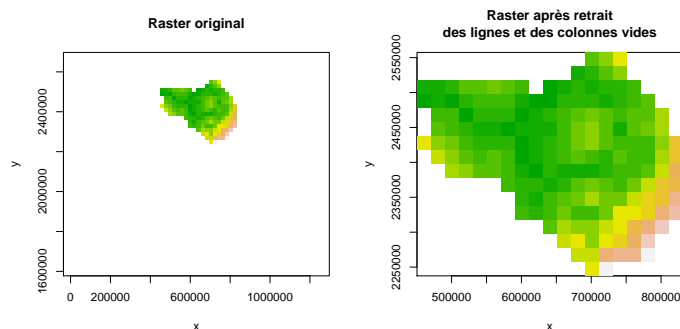 Raster original
y
1600000
2000000
2400000
0
200000
600000
1000000
x
Raster après retrait
des lignes et des colonnes vides
y
2250000
2350000
2450000
2550000
500000
600000
700000
800000
x